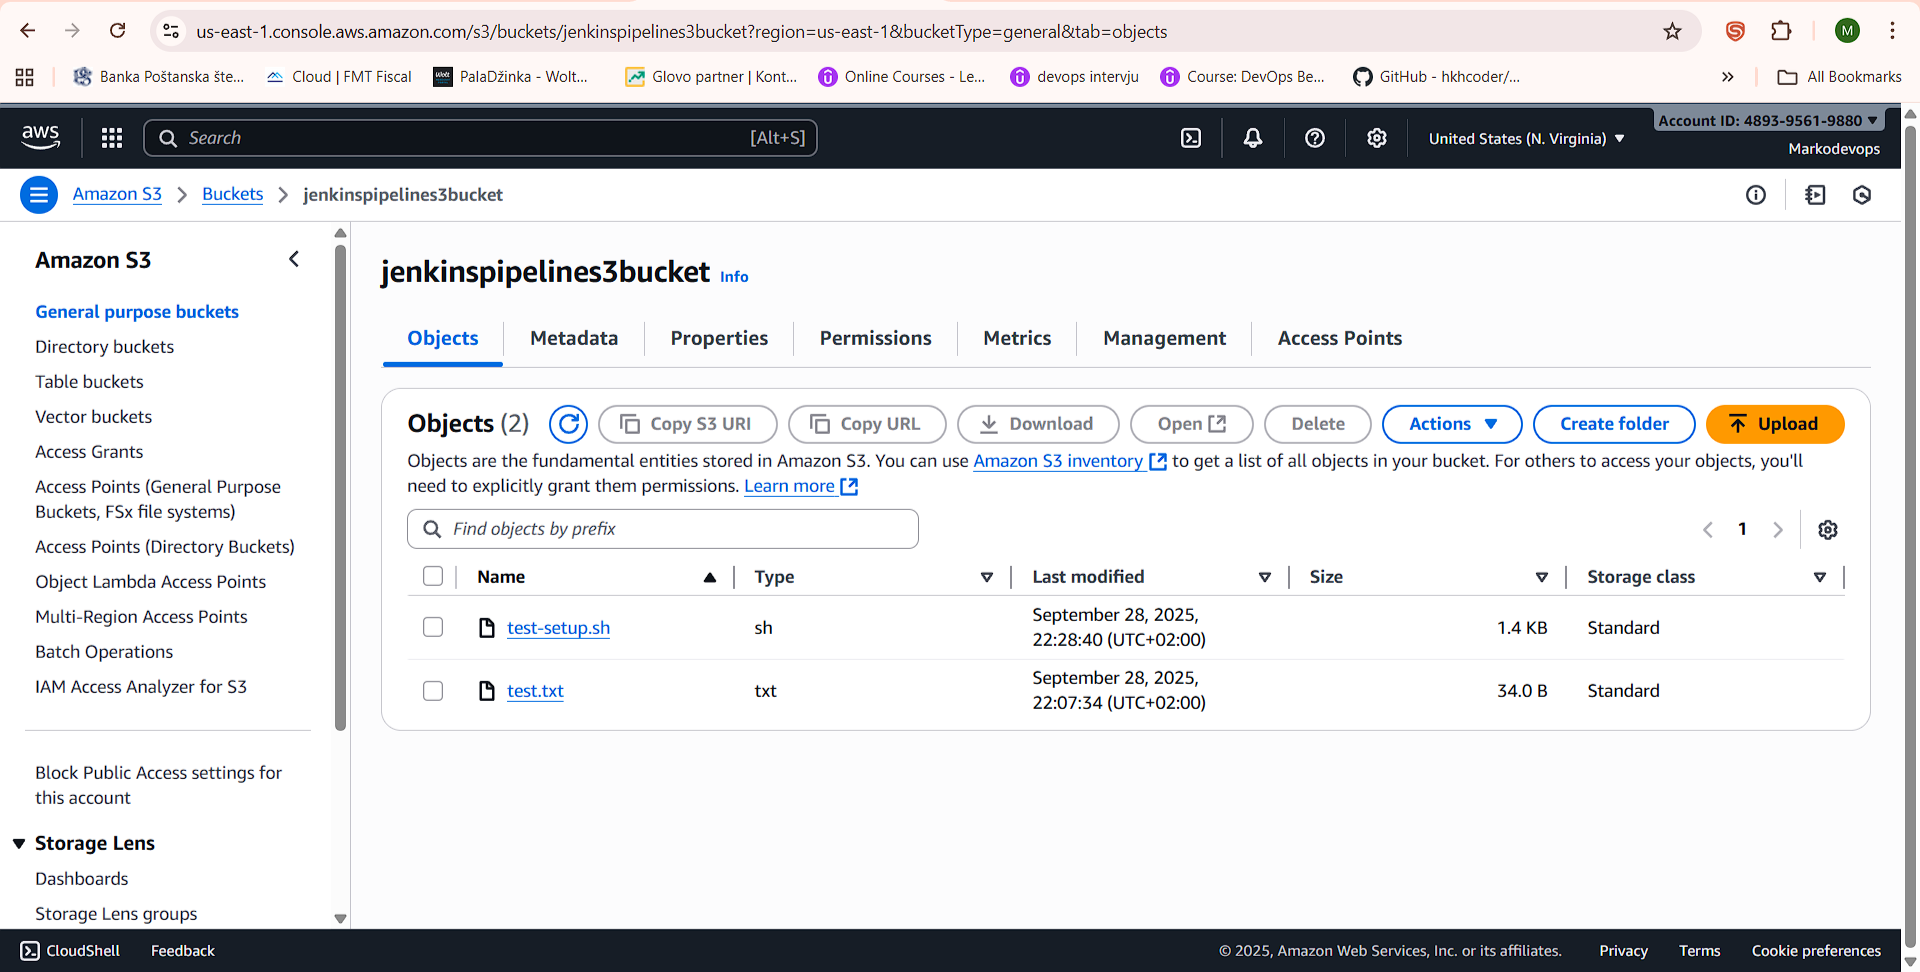 us-east-1.console.aws.amazon.com/s3/buckets/jenkinspipelines3bucket?region=us-east-1&bucketType=general&tab=objects
M
Banka Poštanska šte...
Cloud | FMT Fiscal
Wolt
PalaDžinka - Wolt...
Glovo partner | Kont...
Online Courses - Le...
devops intervju
Course: DevOps Be...
GitHub - hkhcoder/...
All Bookmarks
aws
Search
[Alt+S]
United States (N. Virginia)
Account ID: 4893-9561-9880
Markodevops
Amazon S3
Buckets
jenkinspipelines3bucket
Amazon S3
General purpose buckets
Directory buckets
Table buckets
Vector buckets
Access Grants
Access Points (General Purpose
Buckets, FSx file systems)
Access Points (Directory Buckets)
Object Lambda Access Points
Multi-Region Access Points
Batch Operations
IAM Access Analyzer for S3
Block Public Access settings for
this account
Storage Lens
Dashboards
Storage Lens groups
jenkinspipelines3bucket Info
Objects
Metadata
Properties
Permissions
Metrics
Management
Access Points
Objects (2)
Copy S3 URI
Copy URL
Download
Open
Delete
Actions
Create folder
Upload
Objects are the fundamental entities stored in Amazon S3. You can use Amazon S3 inventory to get a list of all objects in your bucket. For others to access your objects, you'll
need to explicitly grant them permissions. Learn more
Find objects by prefix
1
Name
Type
Last modified
Size
Storage class
test-setup.sh
sh
September 28, 2025,
22:28:40 (UTC+02:00)
1.4 KB
Standard
test.txt
txt
September 28, 2025,
22:07:34 (UTC+02:00)
34.0 B
Standard
CloudShell
Feedback
© 2025, Amazon Web Services, Inc. or its affiliates.
Privacy
Terms
Cookie preferences